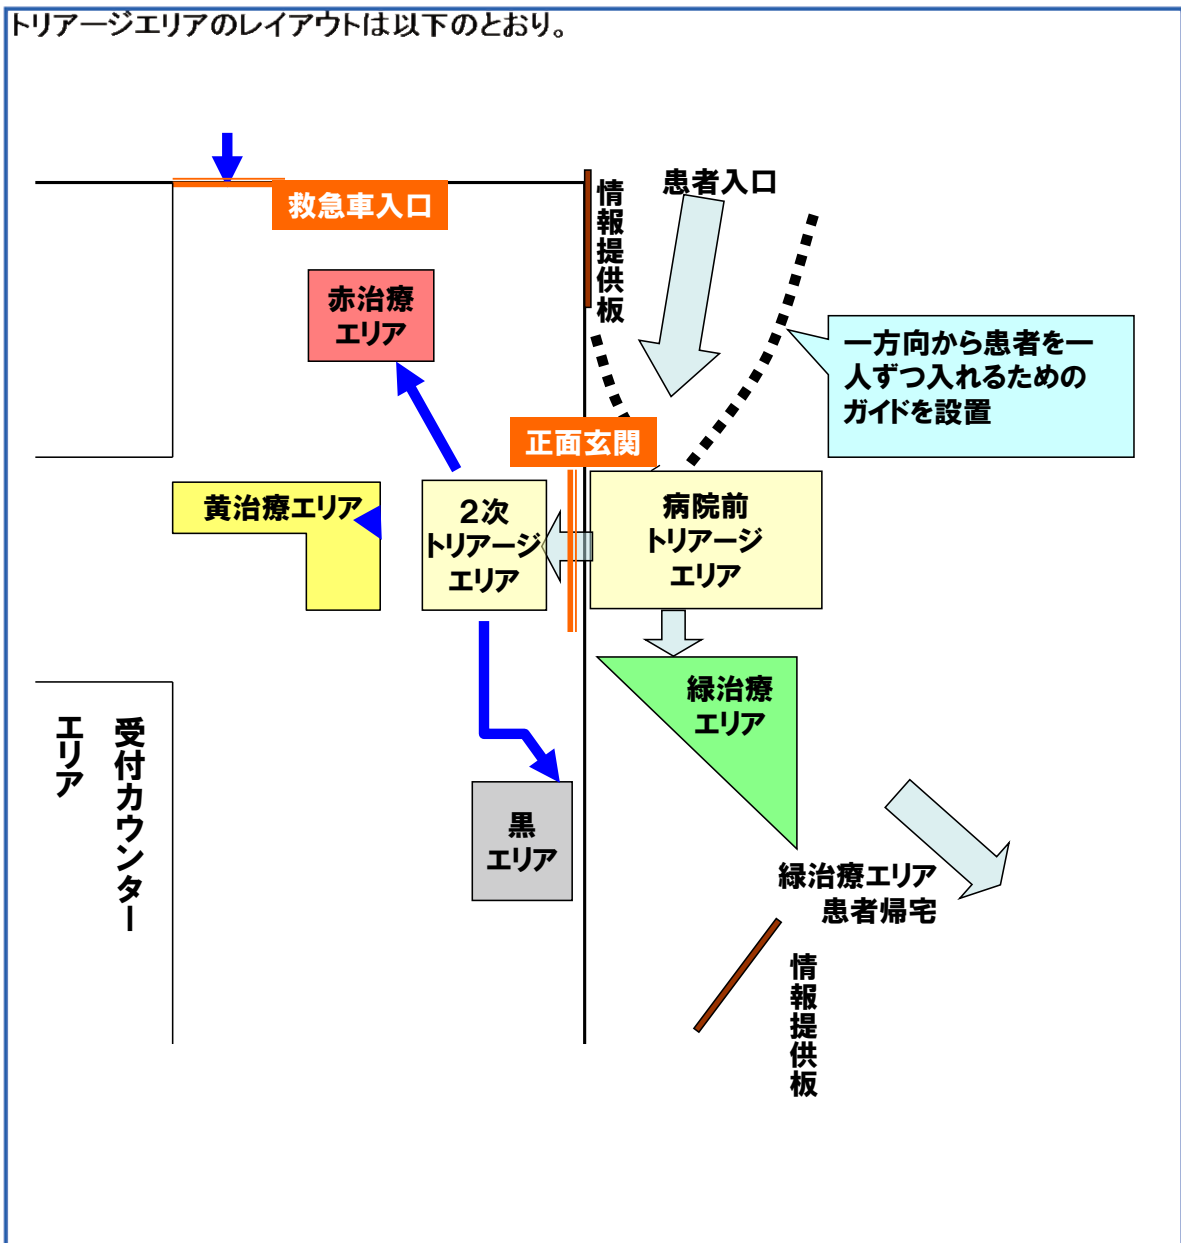 トリアージエリアのレイアウトは以下のとおり。
患者入口
救急車入口
情報提供板
赤治療
エリア
一方向から患者を一
人ずつ入れるための
ガイドを設置
正面玄関
黄治療エリア
２次
トリアージ
エリア
病院前
トリアージ
エリア
緑治療
エリア
受付カウンター
エリア
黒
エリア
緑治療エリア
患者帰宅
情報提供板